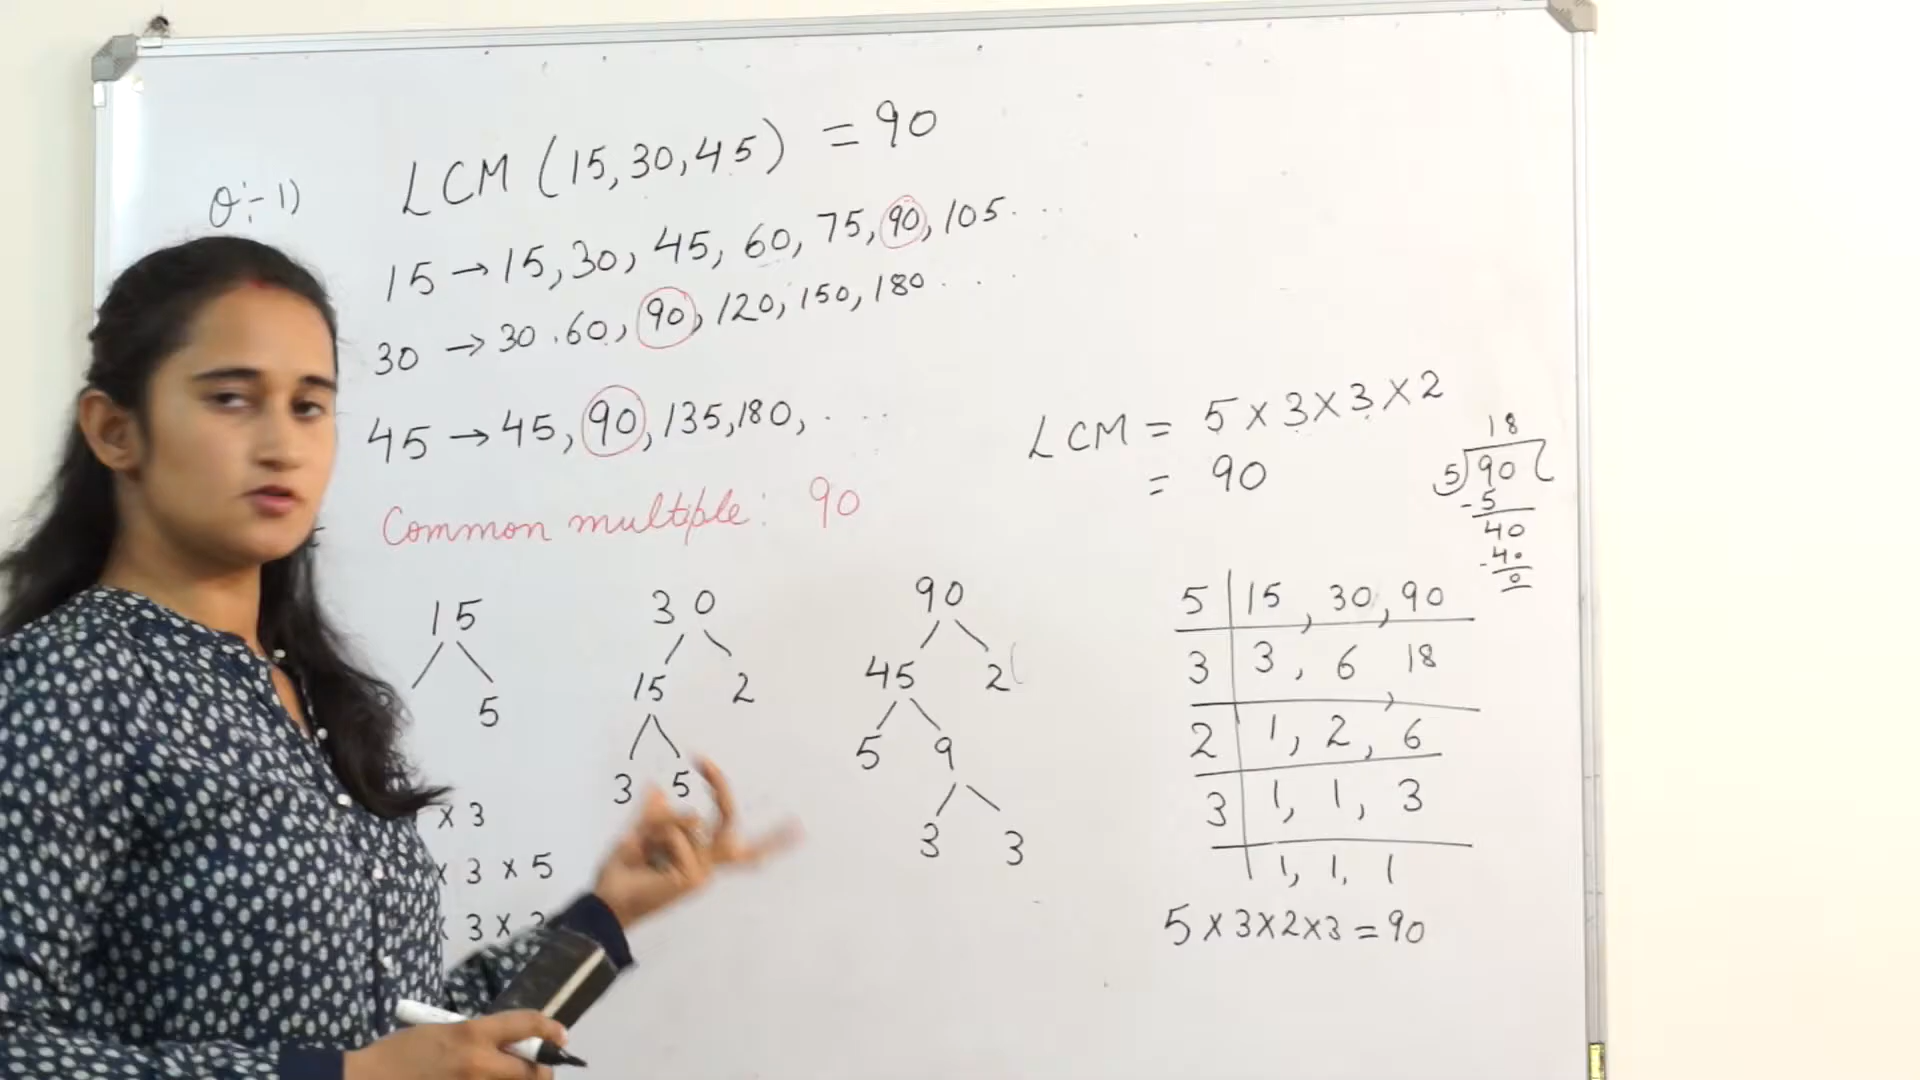 Q:-1) LCM (15,30,45) = 90
15 → 15, 30, 45, 60, 75, 90, 105 . . .
30 → 30 . 60, 90, 120, 150, 180 . . .
45 → 45, 90, 135, 180, . . .
Common multiple: 90
LCM = 5 × 3 × 3 × 2
= 90
18
5 90
-5
40
-40
0
15
5
× 3
× 3 × 5
× 3 ×
30
15 2
3 5
90
45 2
5 9
3 3
5 15, 30, 90
3 3, 6, 18
2 1, 2, 6
3 1, 1, 3
1, 1, 1
5 × 3 × 2 × 3 = 90